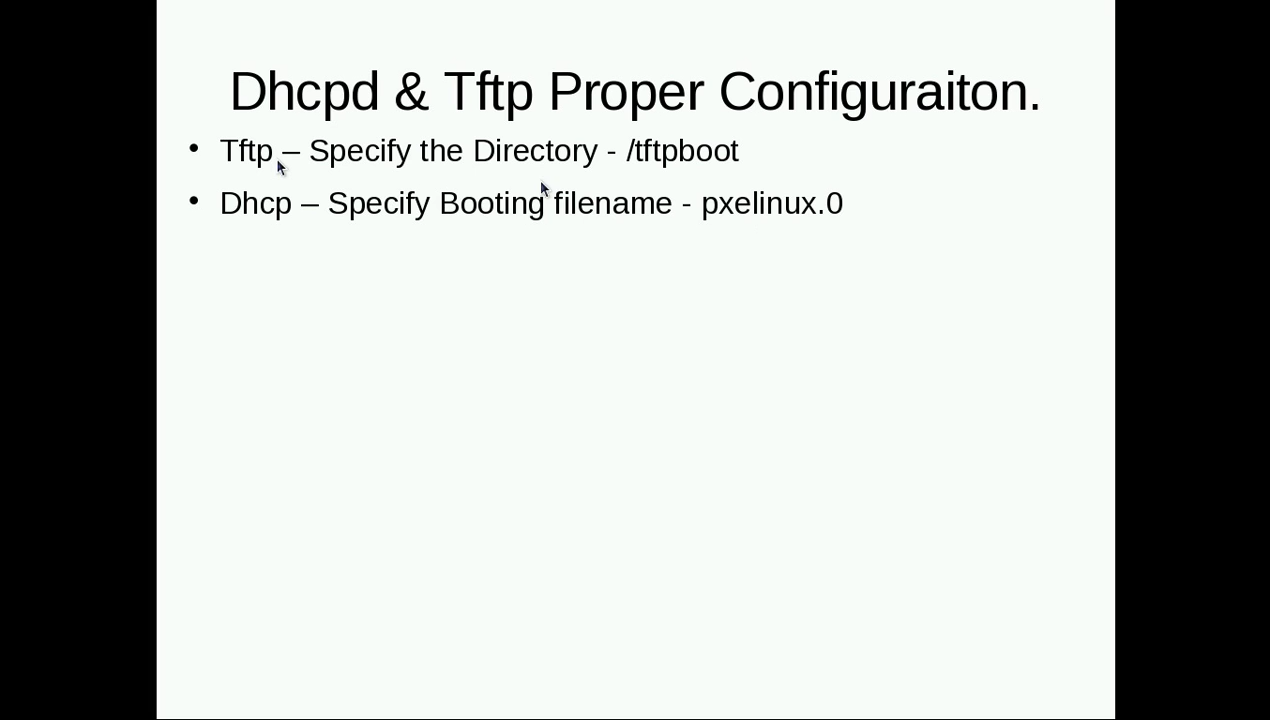 Dhcpd & Tftp Proper Configuraiton.
• Tftp – Specify the Directory - /tftpboot
• Dhcp – Specify Booting filename - pxelinux.0